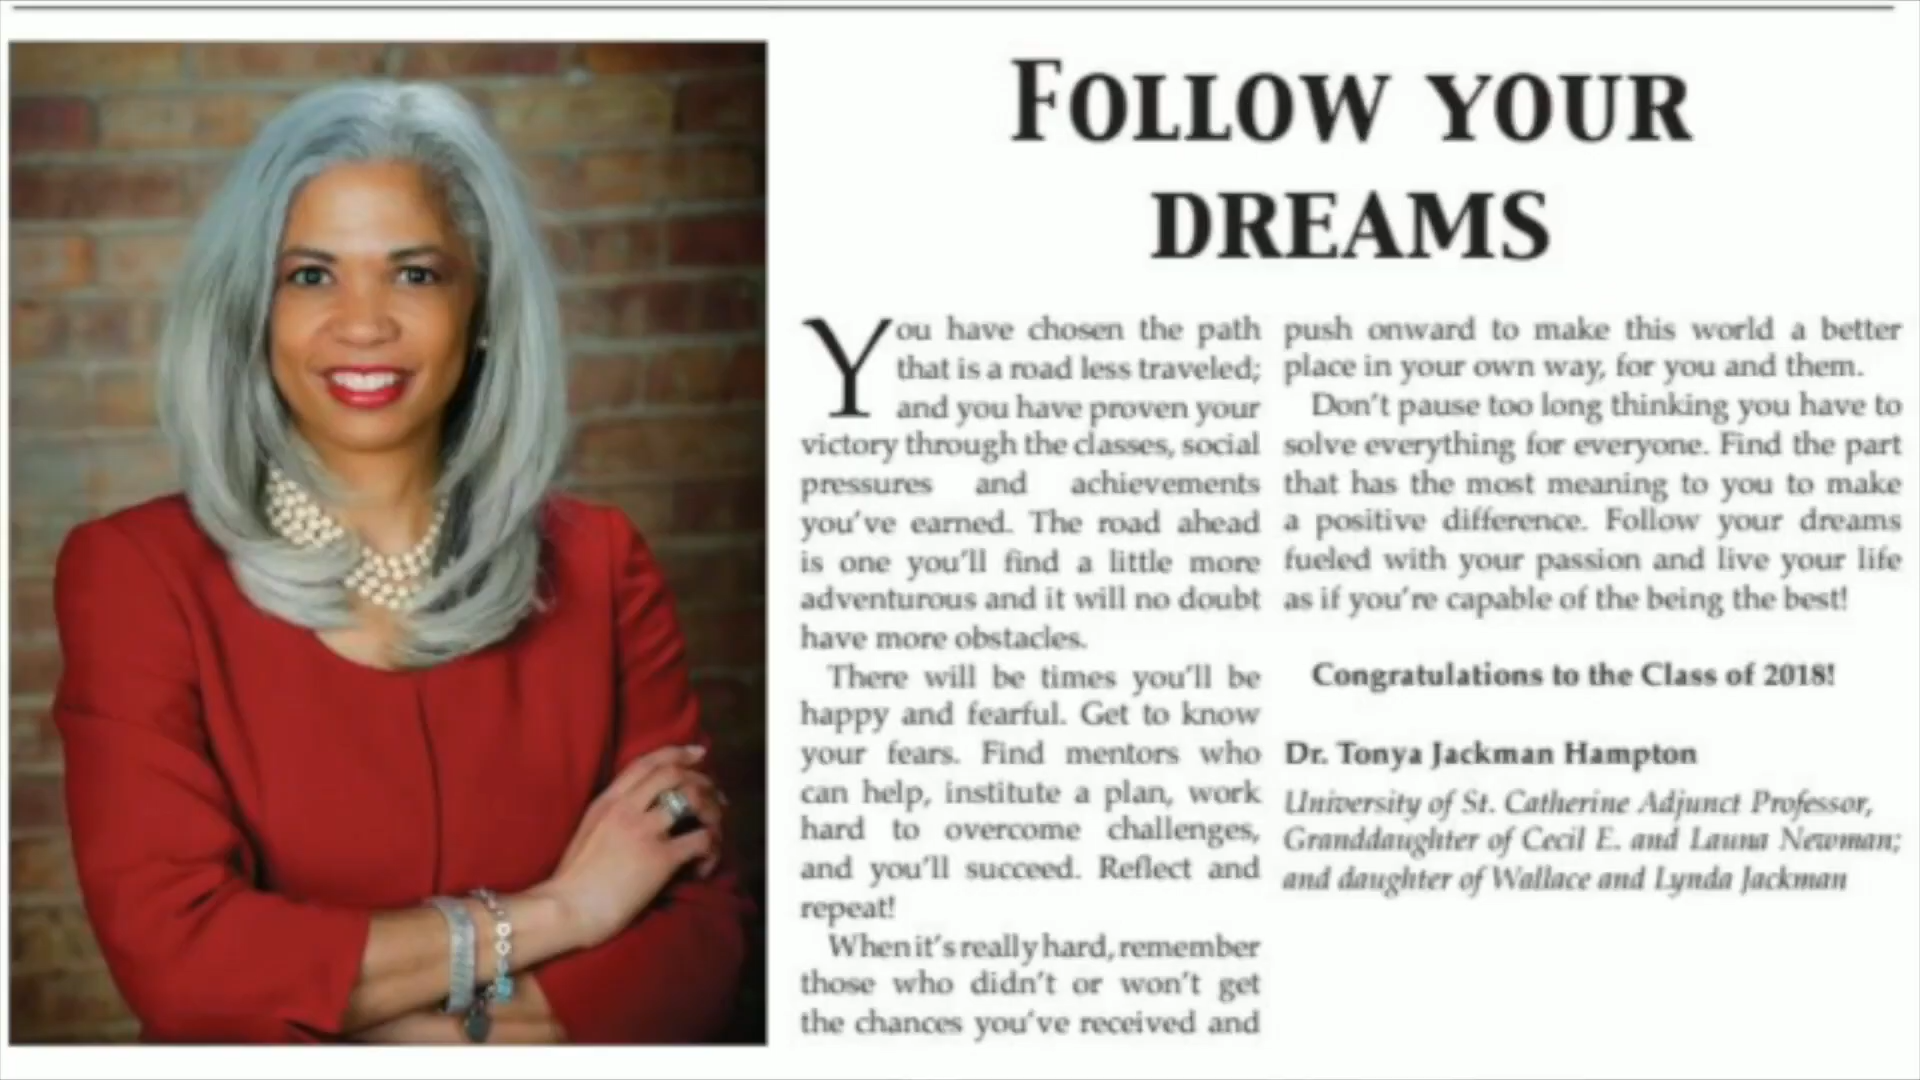 FOLLOW YOUR
DREAMS
You have chosen the path
that is a road less traveled;
and you have proven your
victory through the classes, social
pressures and achievements
you've earned. The road ahead
is one you'll find a little more
adventurous and it will no doubt
have more obstacles.
There will be times you'll be
happy and fearful. Get to know
your fears. Find mentors who
can help, institute a plan, work
hard to overcome challenges,
and you'll succeed. Reflect and
repeat!
When it's really hard, remember
those who didn't or won't get
the chances you've received and
push onward to make this world a better
place in your own way, for you and them.
Don't pause too long thinking you have to
solve everything for everyone. Find the part
that has the most meaning to you to make
a positive difference. Follow your dreams
fueled with your passion and live your life
as if you're capable of the being the best!
Congratulations to the Class of 2018!
Dr. Tonya Jackman Hampton
University of St. Catherine Adjunct Professor,
Granddaughter of Cecil E. and Launa Newman;
and daughter of Wallace and Lynda Jackman